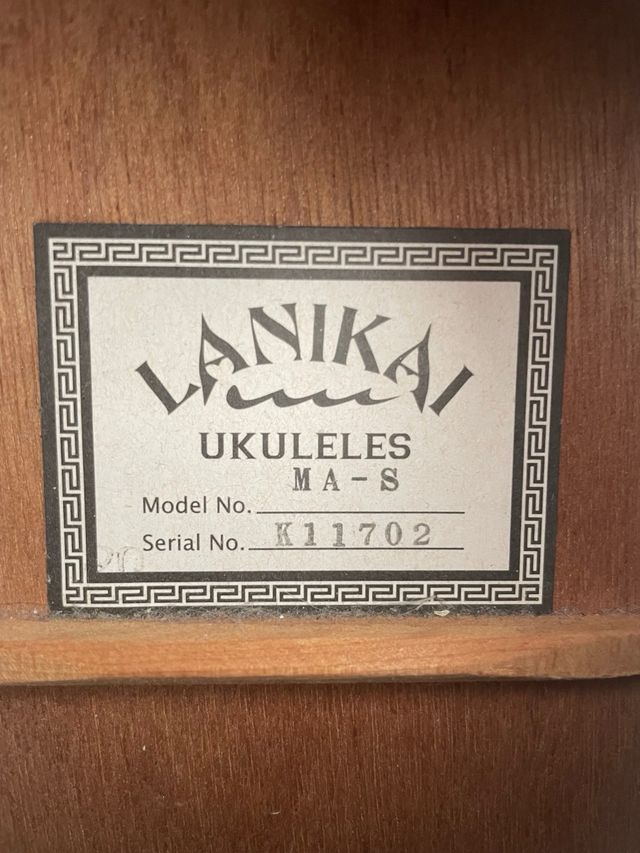 LANIKAI
UKULELES
MA-S
Model No.
Serial No. K11702